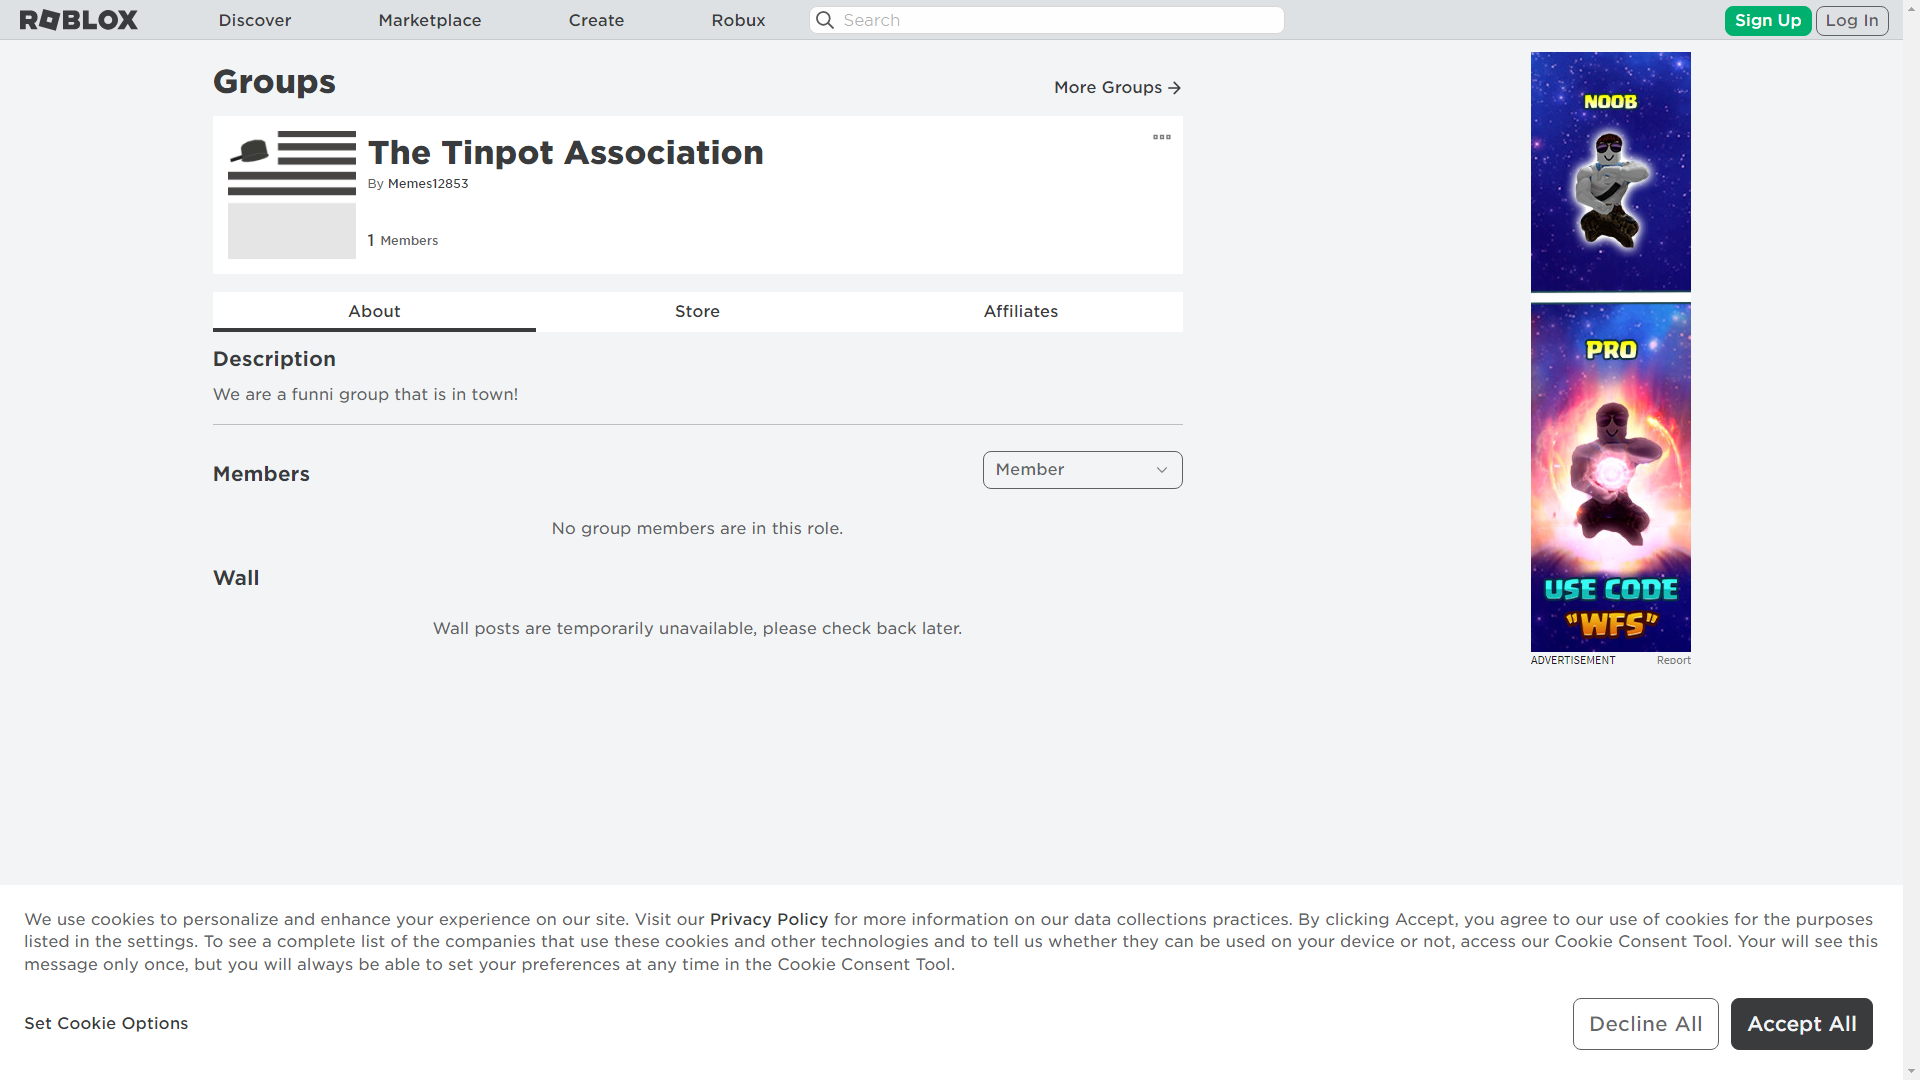 ROBLOX Discover Marketplace Create Robux Search Sign Up Log In
Groups
More Groups
The Tinpot Association
By Memes12853
1 Members
About Store Affiliates
Description
We are a funni group that is in town!
Members
Member
No group members are in this role.
Wall
Wall posts are temporarily unavailable, please check back later.
NOOB
PRO
USE CODE
"WFS"
ADVERTISEMENT Report
We use cookies to personalize and enhance your experience on our site. Visit our Privacy Policy for more information on our data collections practices. By clicking Accept, you agree to our use of cookies for the purposes
listed in the settings. To see a complete list of the companies that use these cookies and other technologies and to tell us whether they can be used on your device or not, access our Cookie Consent Tool. Your will see this
message only once, but you will always be able to set your preferences at any time in the Cookie Consent Tool.
Set Cookie Options
Decline All
Accept All